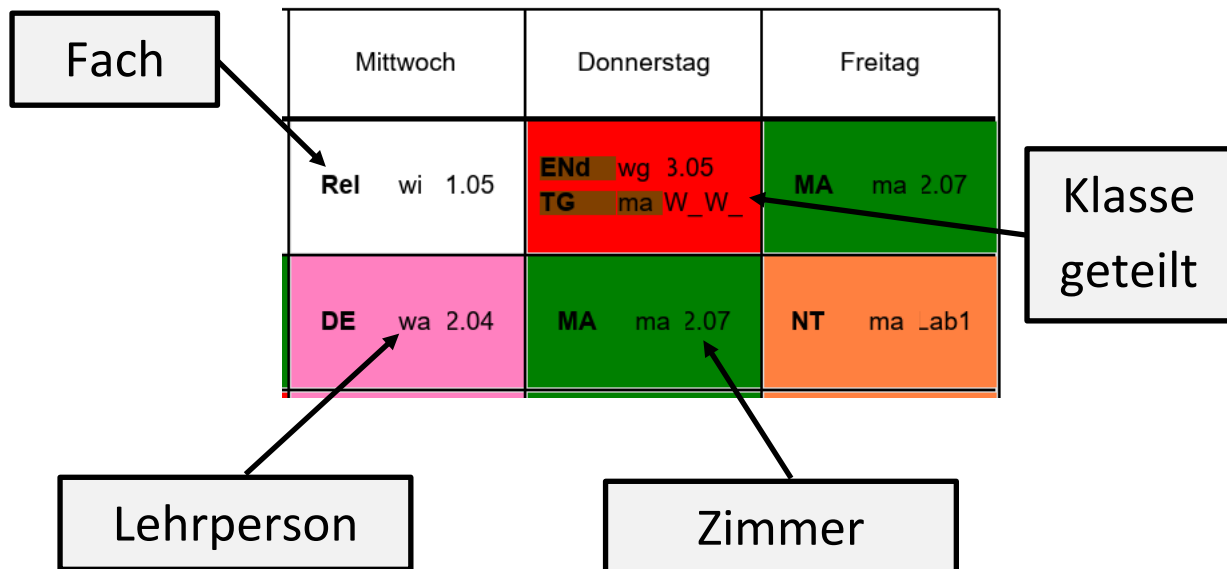 Fach
Mittwoch Donnerstag Freitag
Rel wi 1.05
ENd wg 3.05
TG ma W_W_
MA ma 2.07
Klasse
geteilt
DE wa 2.04
MA ma 2.07
NT ma Lab1
Lehrperson
Zimmer